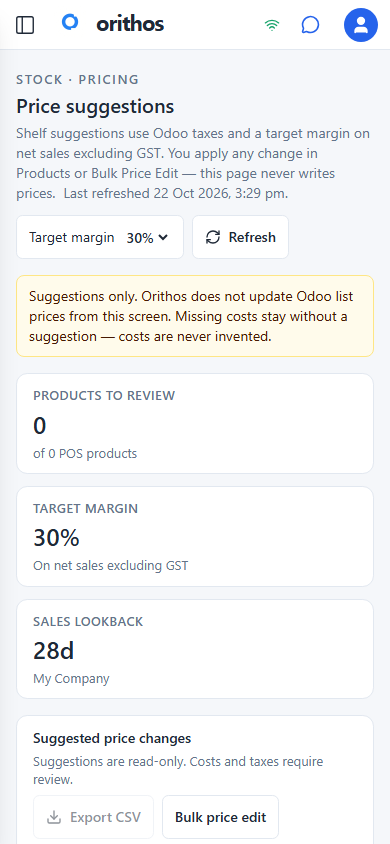 orithos
STOCK · PRICING
Price suggestions
Shelf suggestions use Odoo taxes and a target margin on
net sales excluding GST. You apply any change in
Products or Bulk Price Edit — this page never writes
prices. Last refreshed 22 Oct 2026, 3:29 pm.
Target margin 30%
Refresh
Suggestions only. Orithos does not update Odoo list
prices from this screen. Missing costs stay without a
suggestion — costs are never invented.
PRODUCTS TO REVIEW
0
of 0 POS products
TARGET MARGIN
30%
On net sales excluding GST
SALES LOOKBACK
28d
My Company
Suggested price changes
Suggestions are read-only. Costs and taxes require
review.
Export CSV
Bulk price edit